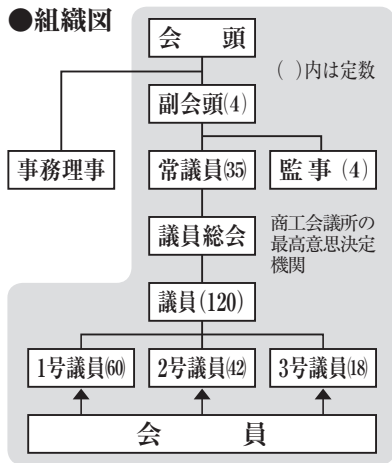 ●組織図
会 頭
( )内は定数
副会頭(4)
事務理事
常議員(35)
監事(4)
議員総会
商工会議所の
最高意思決定
機関
議員(120)
1号議員(60)
2号議員(42)
3号議員(18)
会 員